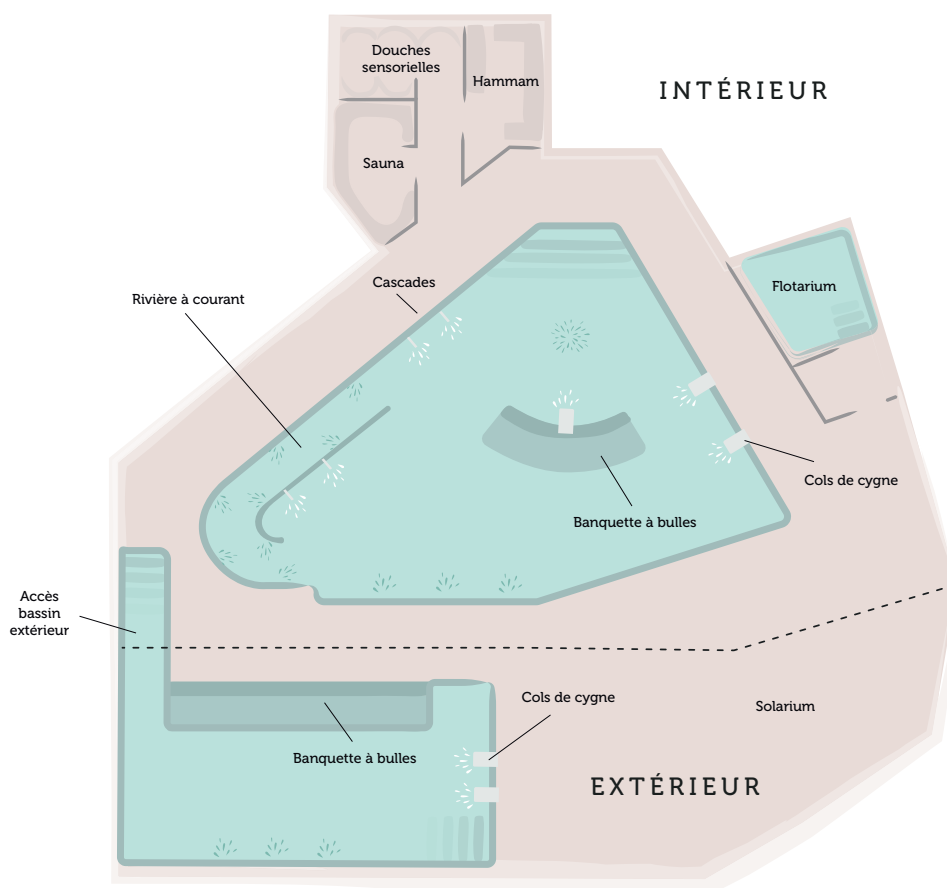 Douches
sensorielles
Hammam
INTÉRIEUR
Sauna
Cascades
Flotarium
Rivière à courant
Cols de cygne
Banquette à bulles
Accès
bassin
extérieur
Cols de cygne
Solarium
Banquette à bulles
EXTÉRIEUR